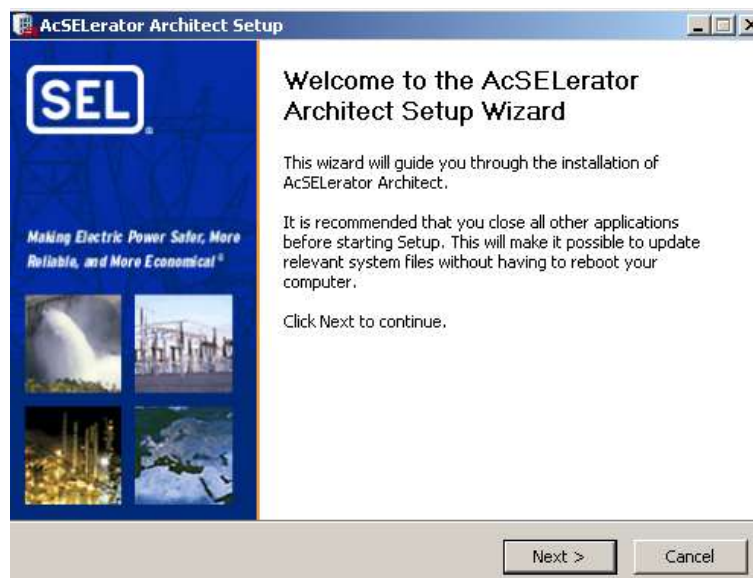 AcSELerator Architect Setup
SEL
®
Making Electric Power Safer, More
Reliable, and More Economical®
Welcome to the AcSELerator
Architect Setup Wizard
This wizard will guide you through the installation of
AcSELerator Architect.
It is recommended that you close all other applications
before starting Setup. This will make it possible to update
relevant system files without having to reboot your
computer.
Click Next to continue.
Next >
Cancel